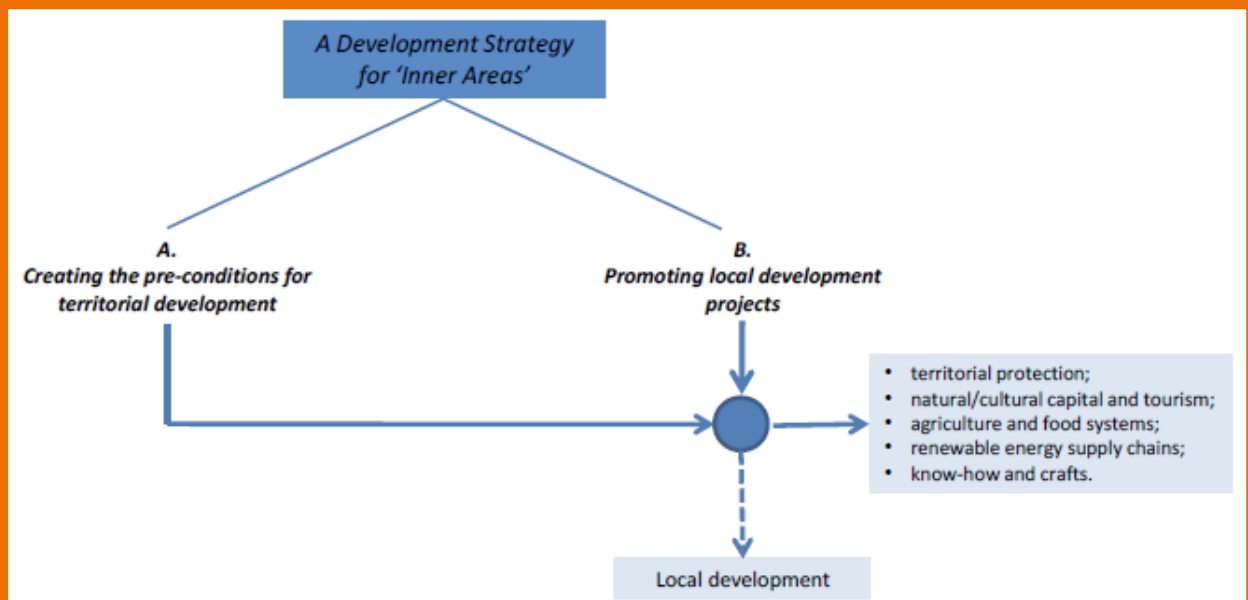 A Development Strategy
for ‘Inner Areas’
A.
Creating the pre-conditions for
territorial development
B.
Promoting local development
projects
• territorial protection;
• natural/cultural capital and tourism;
• agriculture and food systems;
• renewable energy supply chains;
• know-how and crafts.
Local development